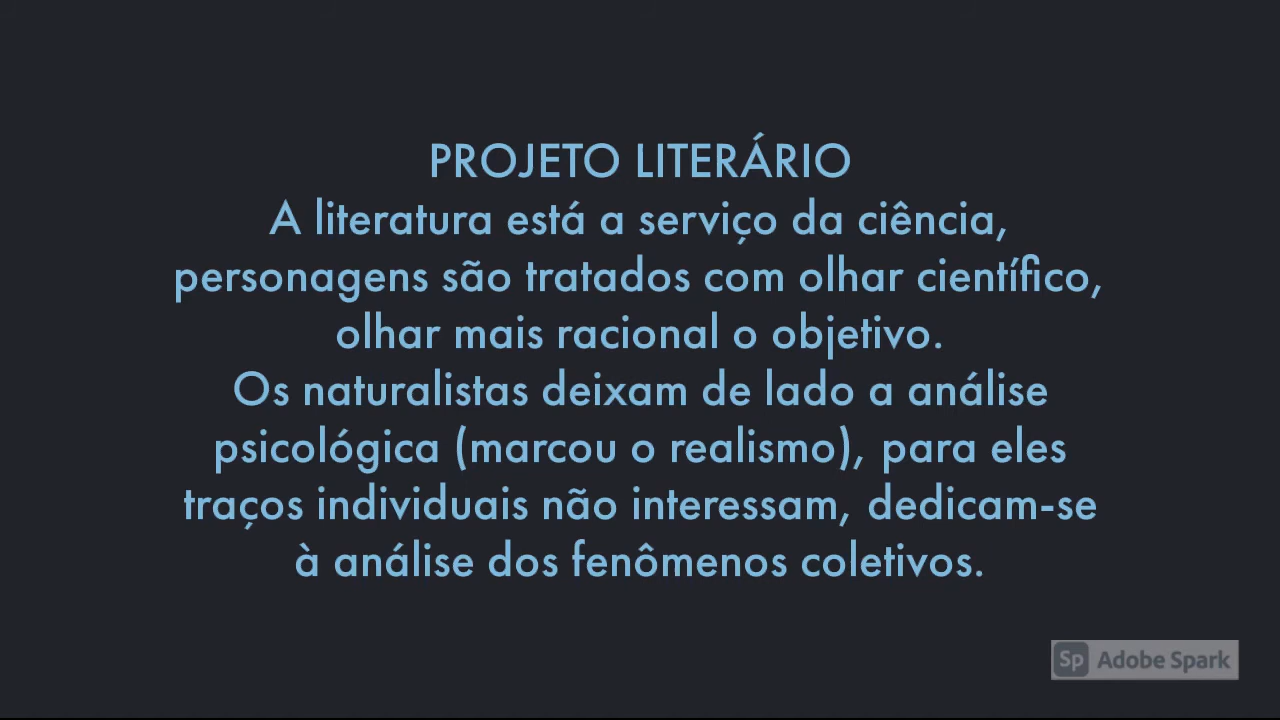 PROJETO LITERÁRIO
A literatura está a serviço da ciência,
personagens são tratados com olhar científico,
olhar mais racional o objetivo.
Os naturalistas deixam de lado a análise
psicológica (marcou o realismo), para eles
traços individuais não interessam, dedicam-se
à análise dos fenômenos coletivos.
Sp Adobe Spark